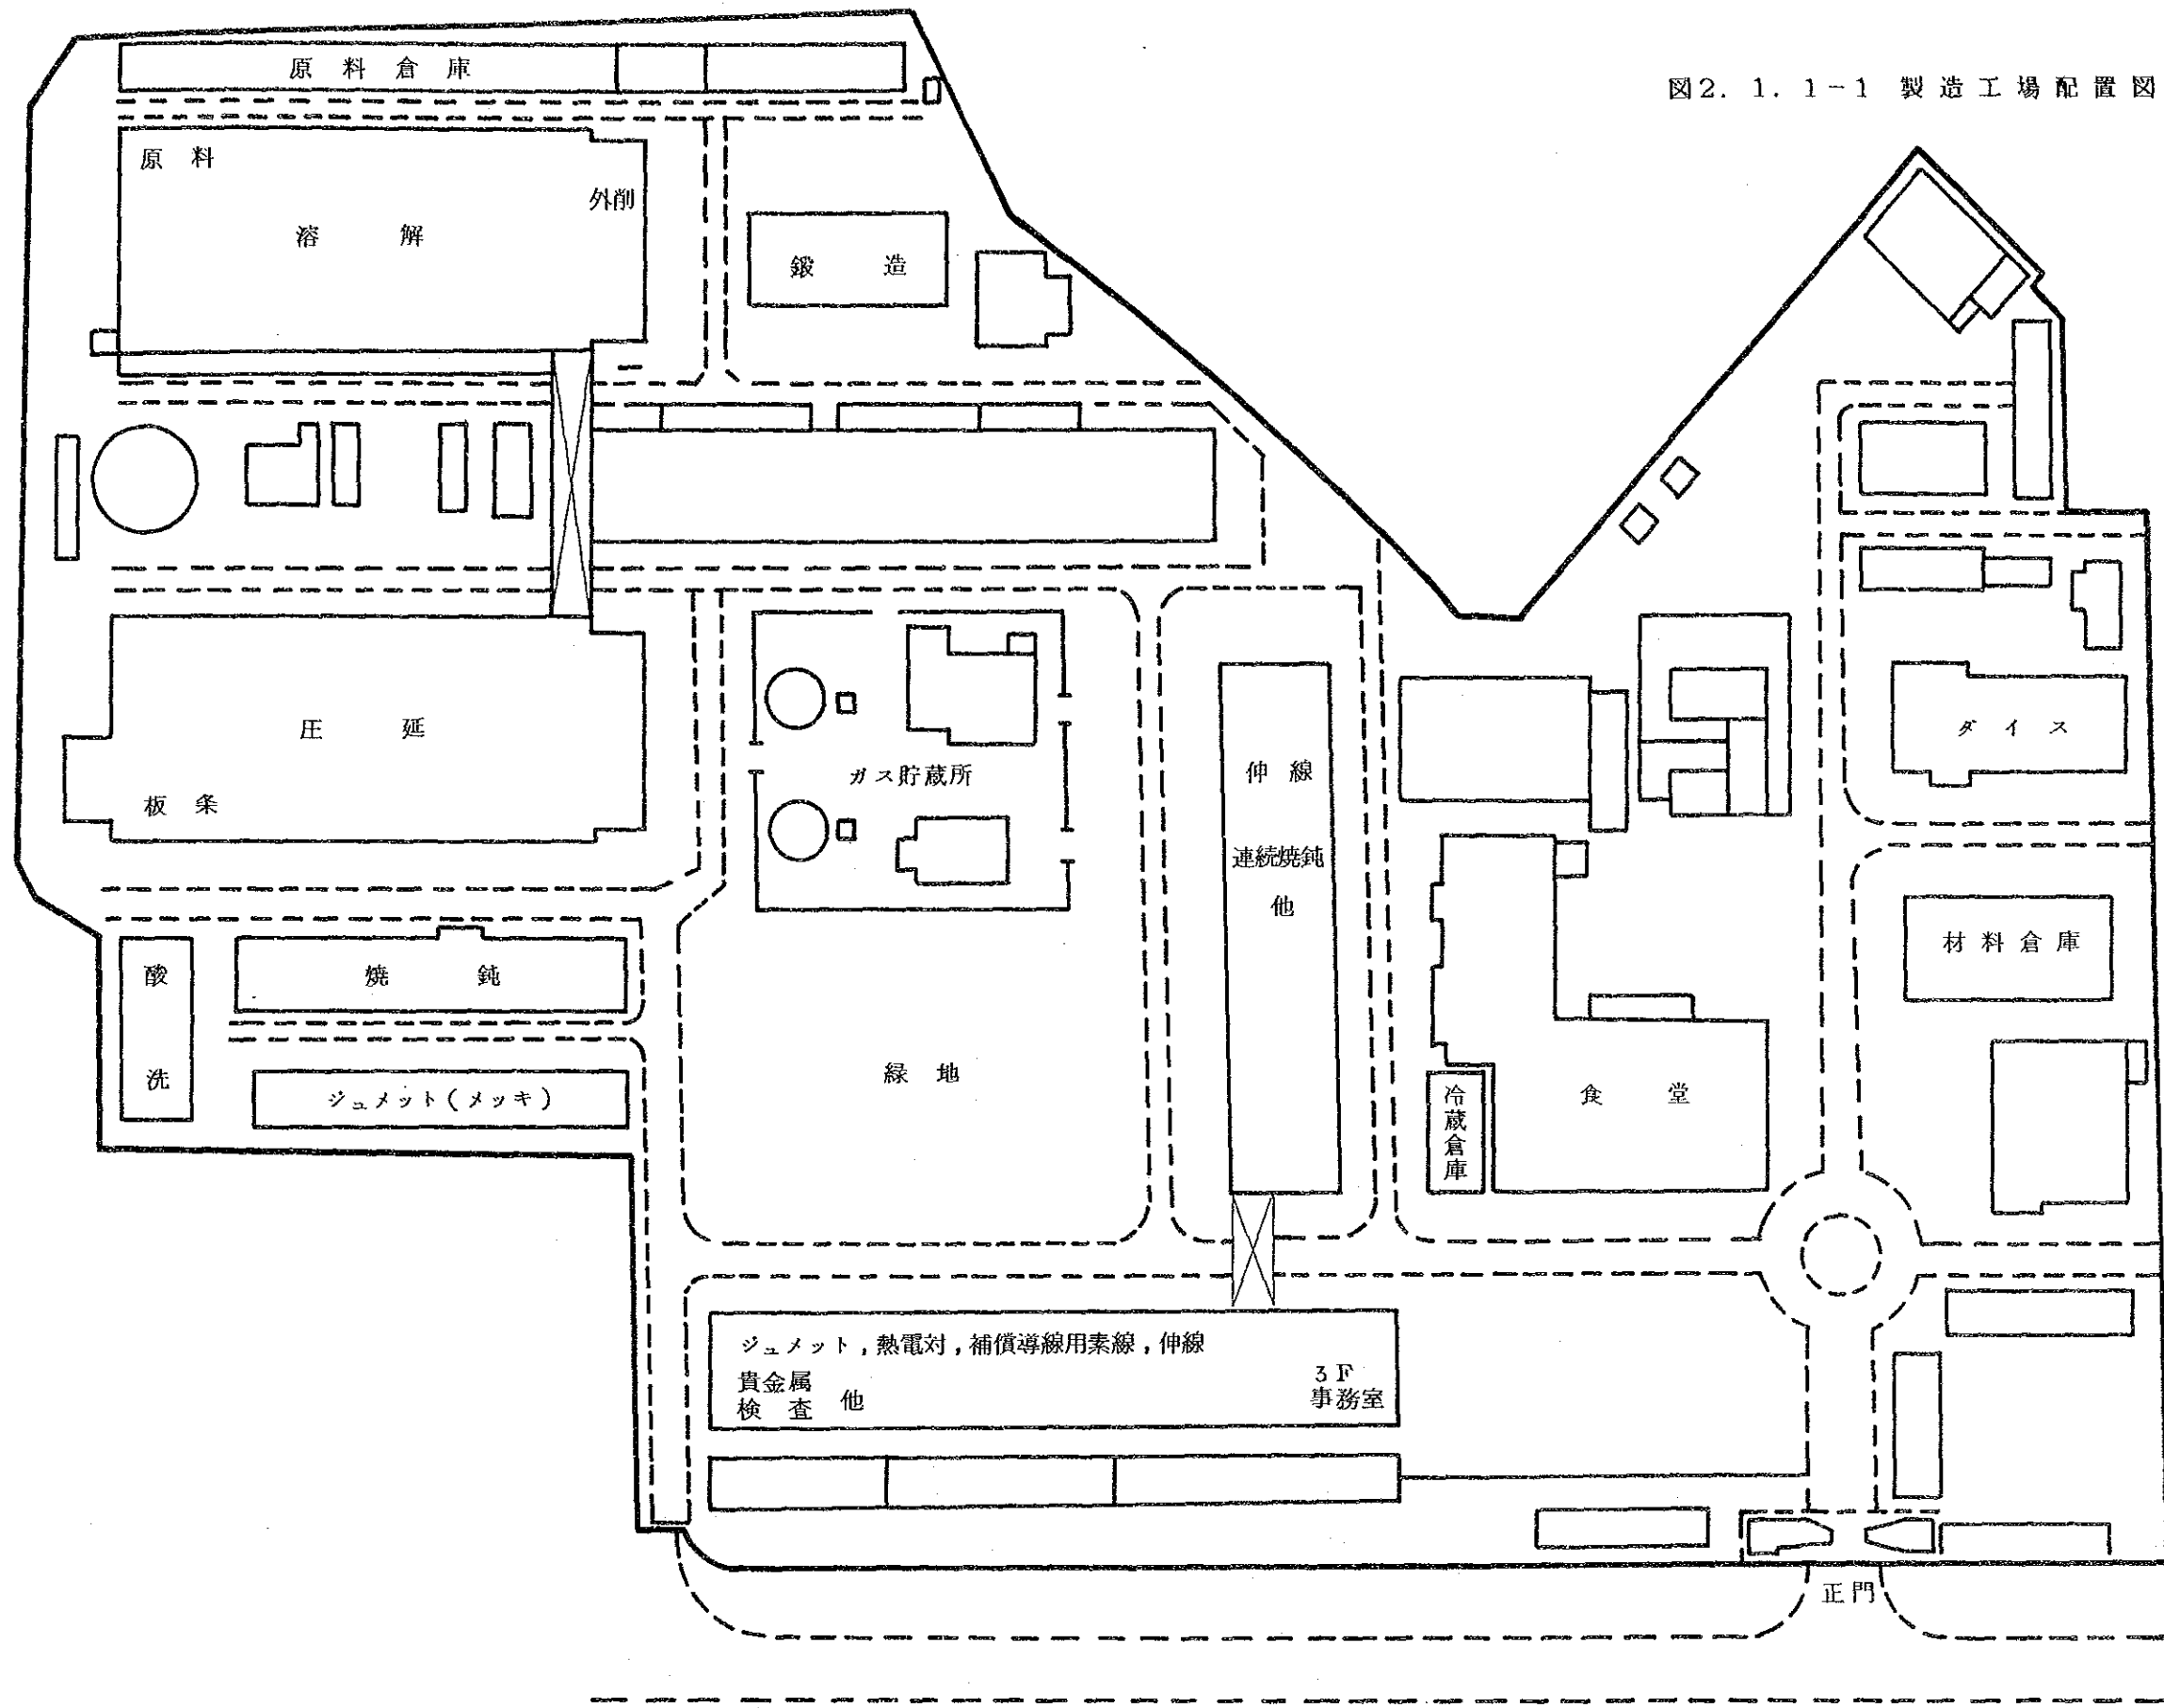 図2.1.1-1 製造工場配置図
原料倉庫
原料
外削
溶解
鍛造
圧延
板条
ガス貯蔵所
伸線
連続焼鈍
他
ダイス
材料倉庫
酸洗
焼鈍
ジュメット(メッキ)
緑地
冷蔵倉庫
食堂
ジュメット,熱電対,補償導線用素線,伸線
貴金属
検査 他
3F
事務室
正門